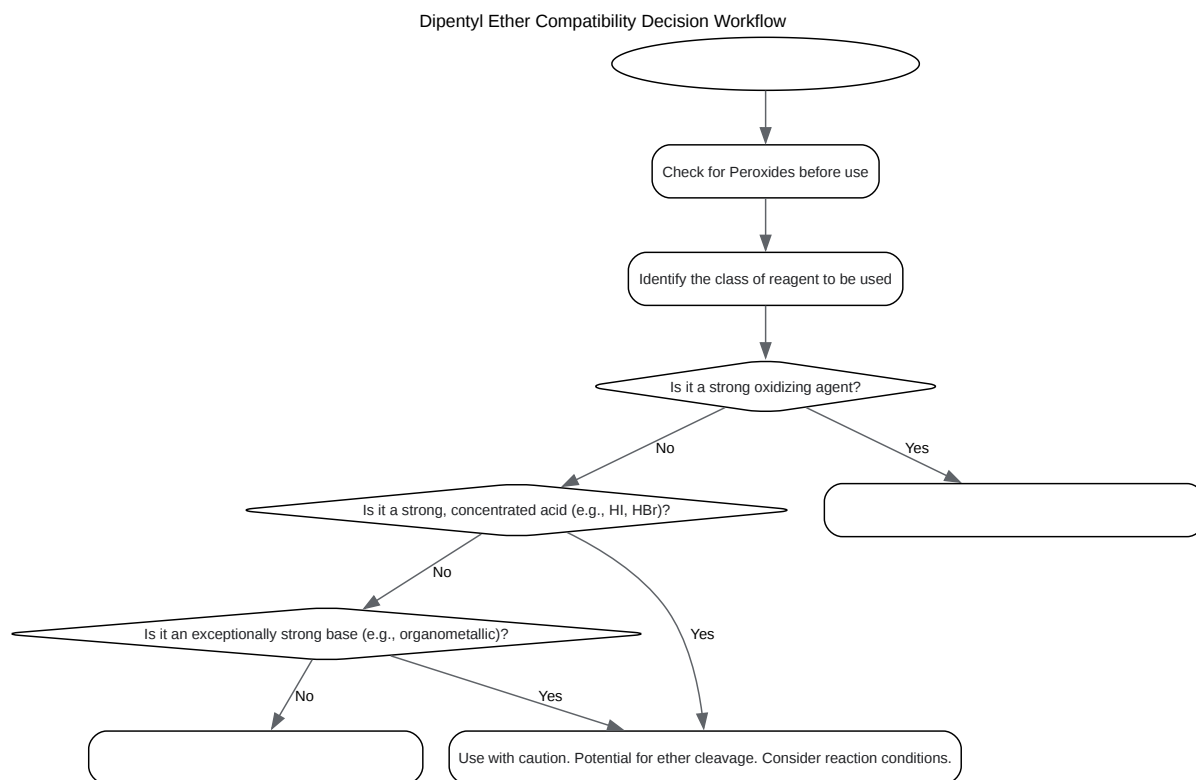 Dipentyl Ether Compatibility Decision Workflow
Check for Peroxides before use
Identify the class of reagent to be used
Is it a strong oxidizing agent?
No
Yes
Is it a strong, concentrated acid (e.g., HI, HBr)?
No
Yes
Is it an exceptionally strong base (e.g., organometallic)?
No
Yes
Use with caution. Potential for ether cleavage. Consider reaction conditions.